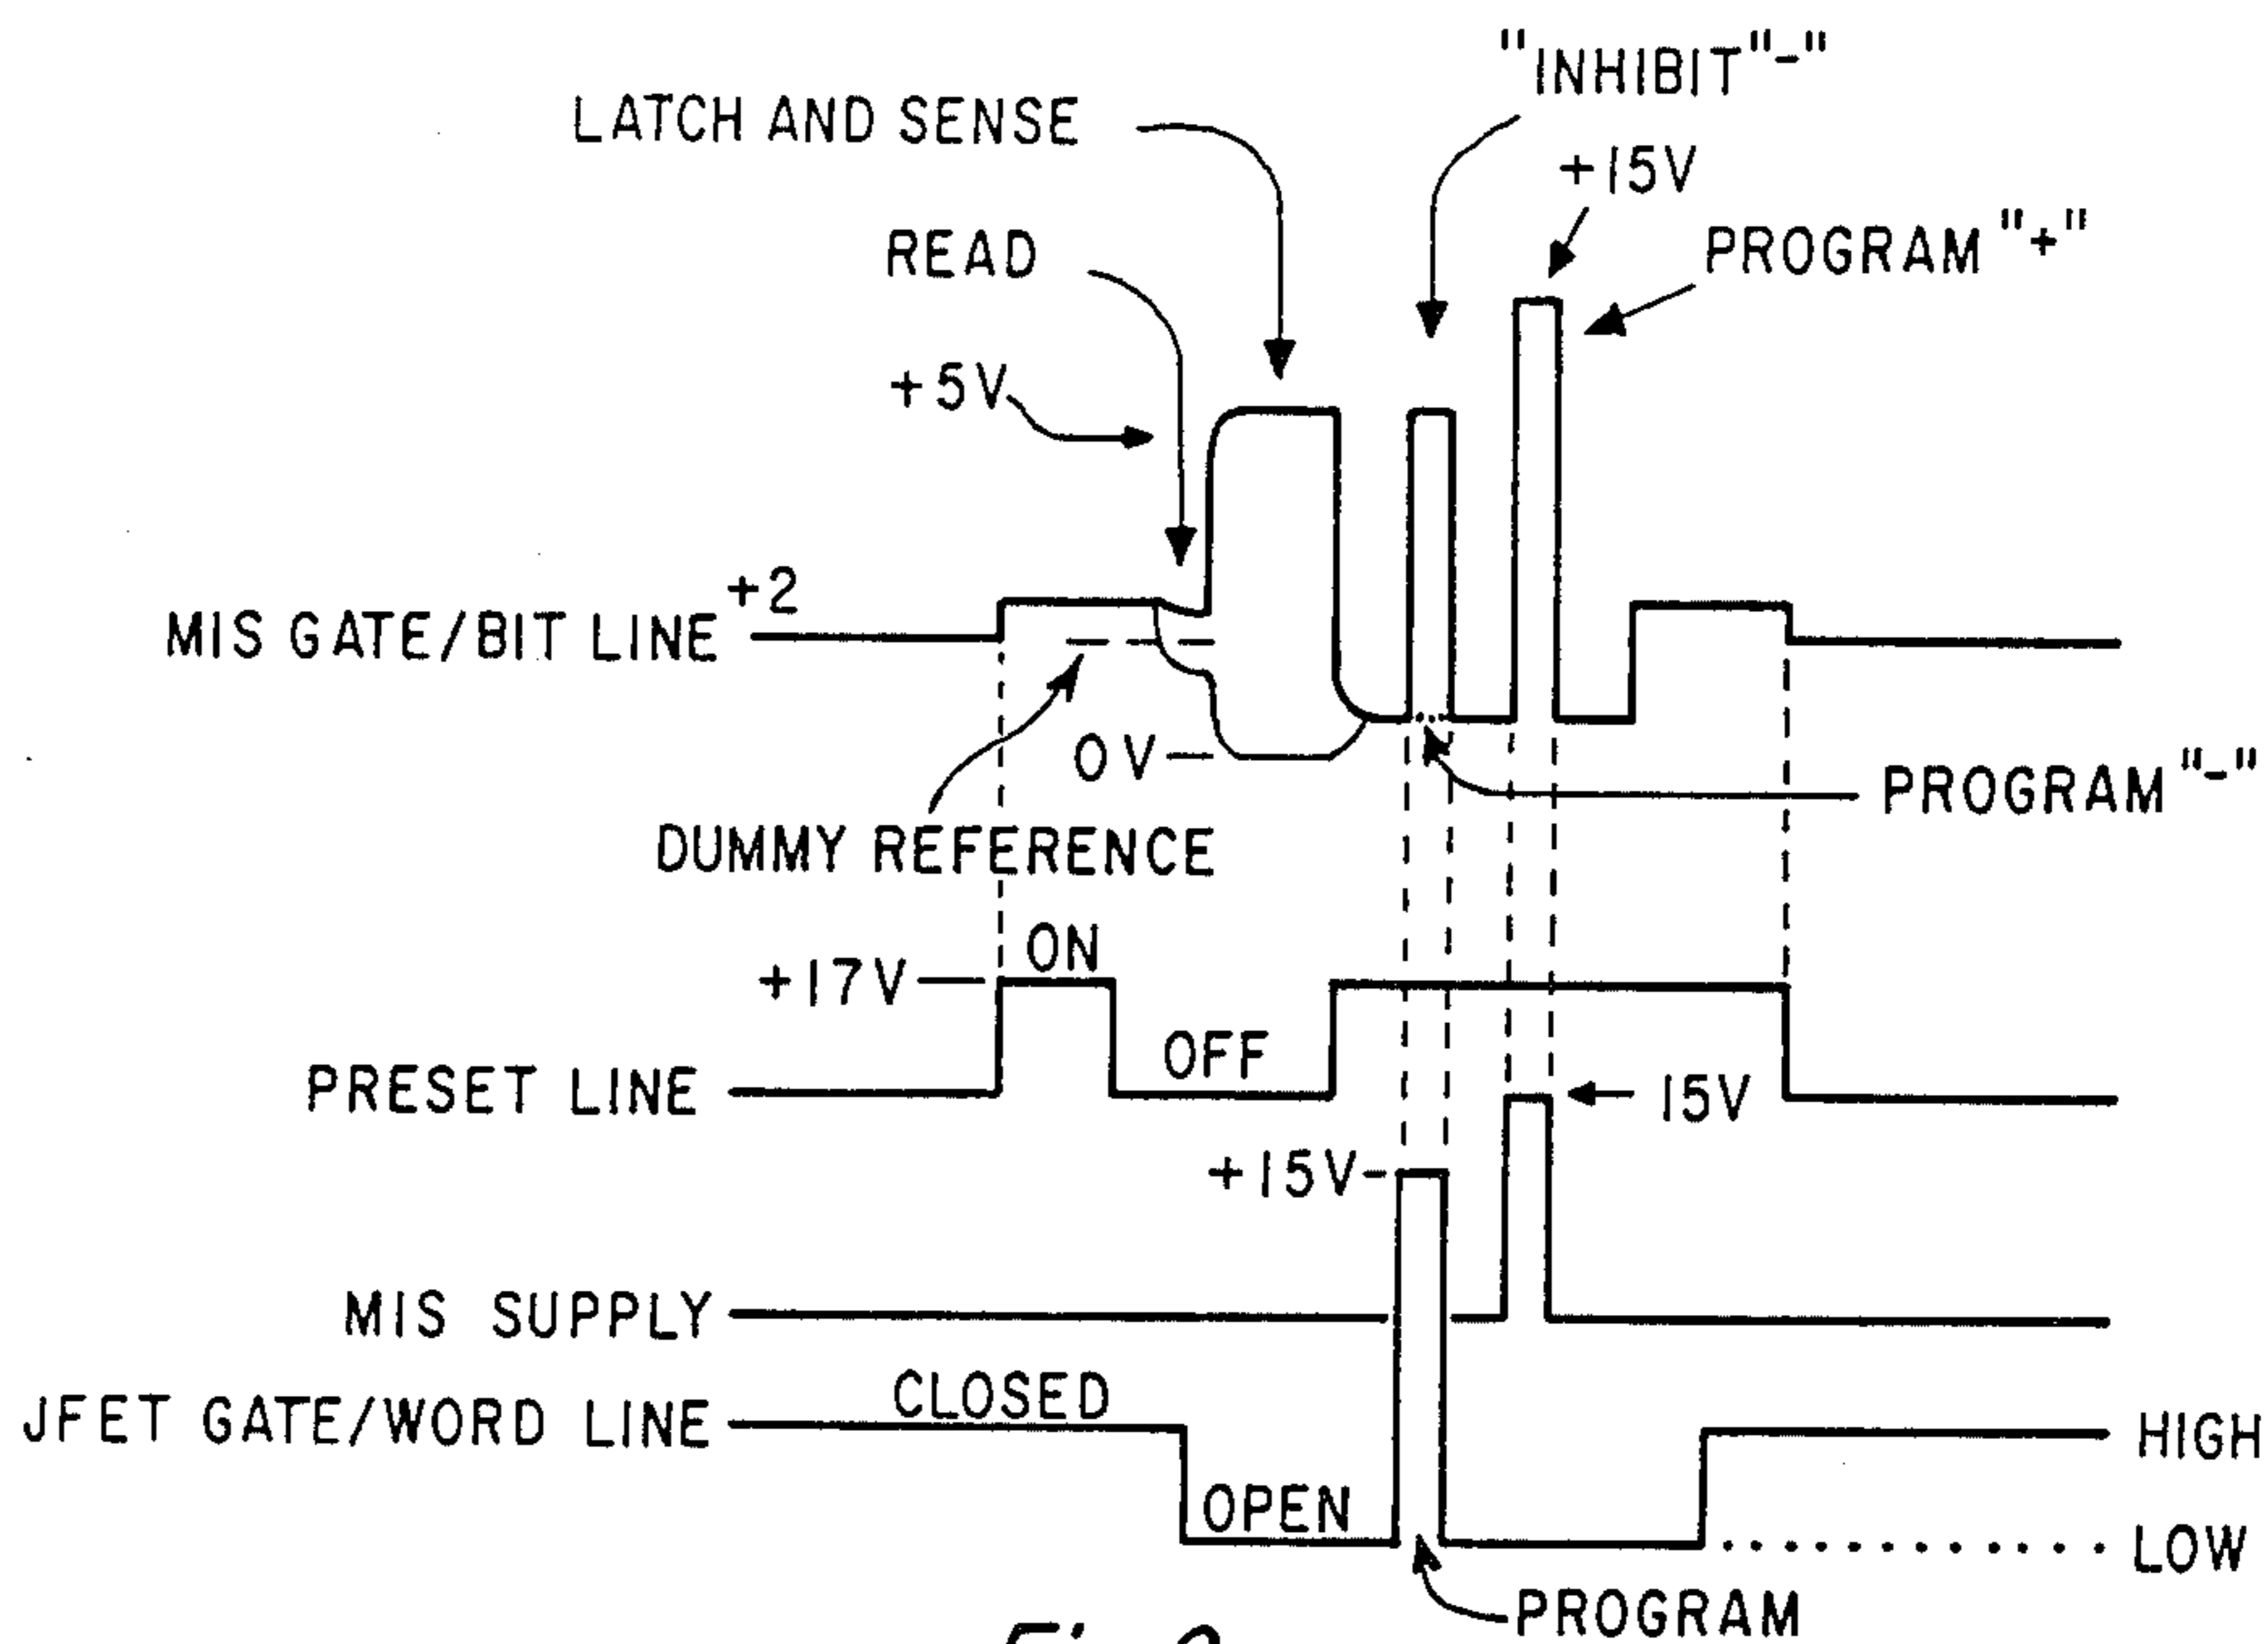 "INHIBIT" "-"
LATCH AND SENSE
+15V
PROGRAM "+"
READ
+5V
+2
MIS GATE/BIT LINE
0V
PROGRAM "-"
DUMMY REFERENCE
ON
+17V
OFF
PRESET LINE
15V
+15V
MIS SUPPLY
CLOSED
JFET GATE/WORD LINE
HIGH
OPEN
LOW
PROGRAM